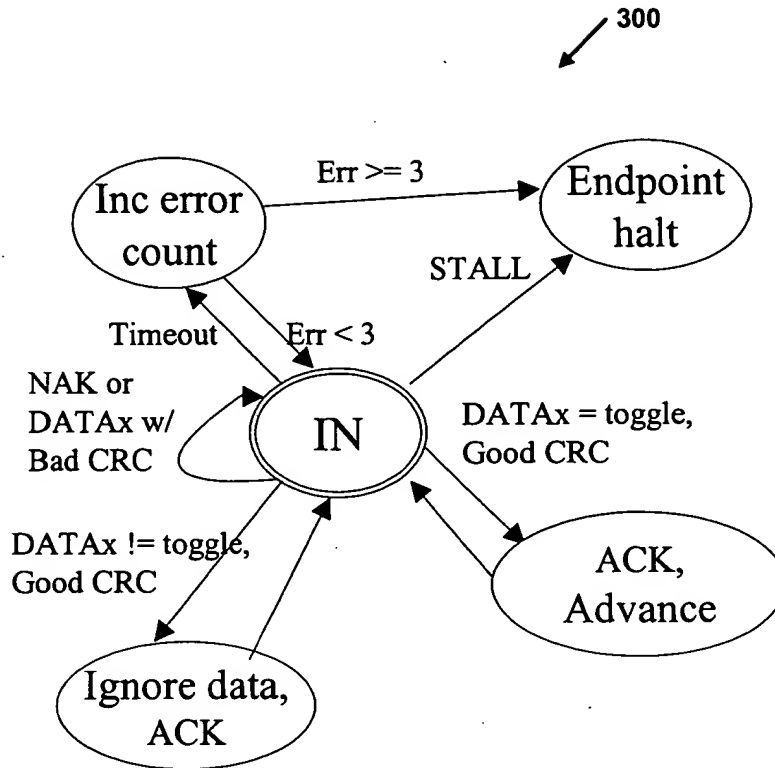 300
Err >= 3
Inc error
count
Endpoint
halt
STALL
Timeout
Err < 3
NAK or
DATAx w/
Bad CRC
IN
DATAx = toggle,
Good CRC
DATAx != toggle,
Good CRC
ACK,
Advance
Ignore data,
ACK